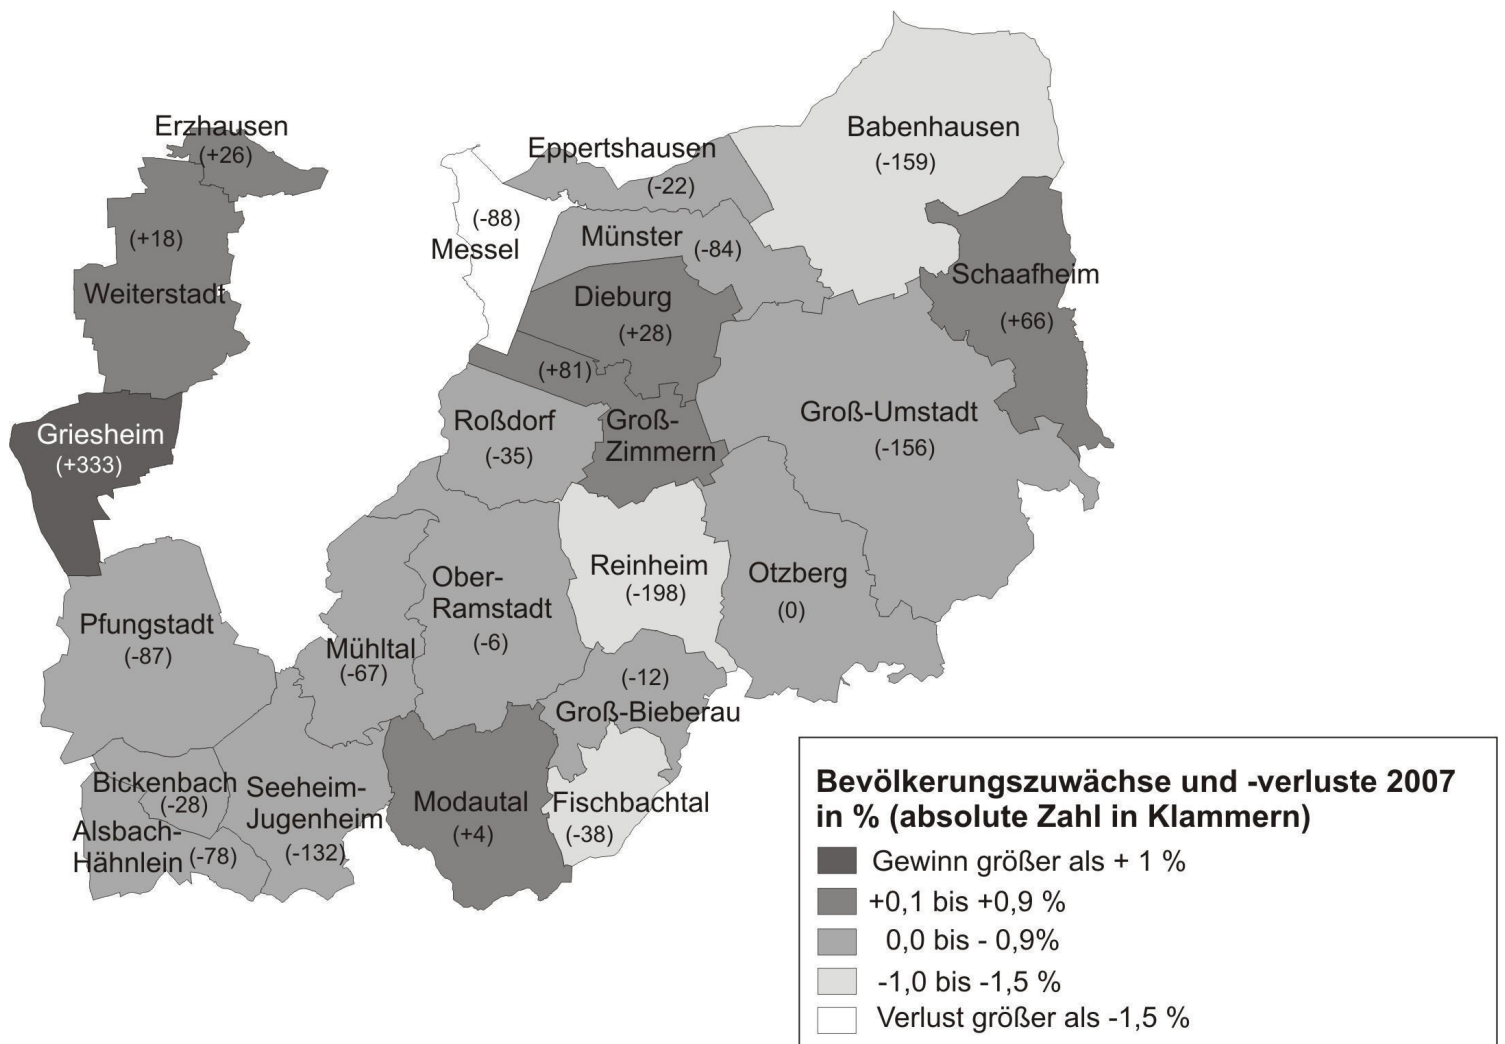 Erzhausen
(+26)
(+18)
Weiterstadt
Griesheim
(+333)
Pfungstadt
(-87)
Bickenbach
(-28)
Alsbach-
Hähnlein (-78)
Seeheim-
Jugenheim
(-132)
Mühltal
(-67)
Modautal
(+4)
Ober-
Ramstadt
(-6)
Roßdorf
(-35)
(-88)
Messel
Eppertshausen
(-22)
Münster (-84)
Dieburg
(+28)
(+81)
Groß-
Zimmern
Reinheim
(-198)
(-12)
Groß-Bieberau
Fischbachtal
(-38)
Otzberg
(0)
Groß-Umstadt
(-156)
Babenhausen
(-159)
Schaafheim
(+66)
Bevölkerungszuwächse und -verluste 2007
in % (absolute Zahl in Klammern)
Gewinn größer als + 1 %
+0,1 bis +0,9 %
0,0 bis - 0,9%
-1,0 bis -1,5 %
Verlust größer als -1,5 %